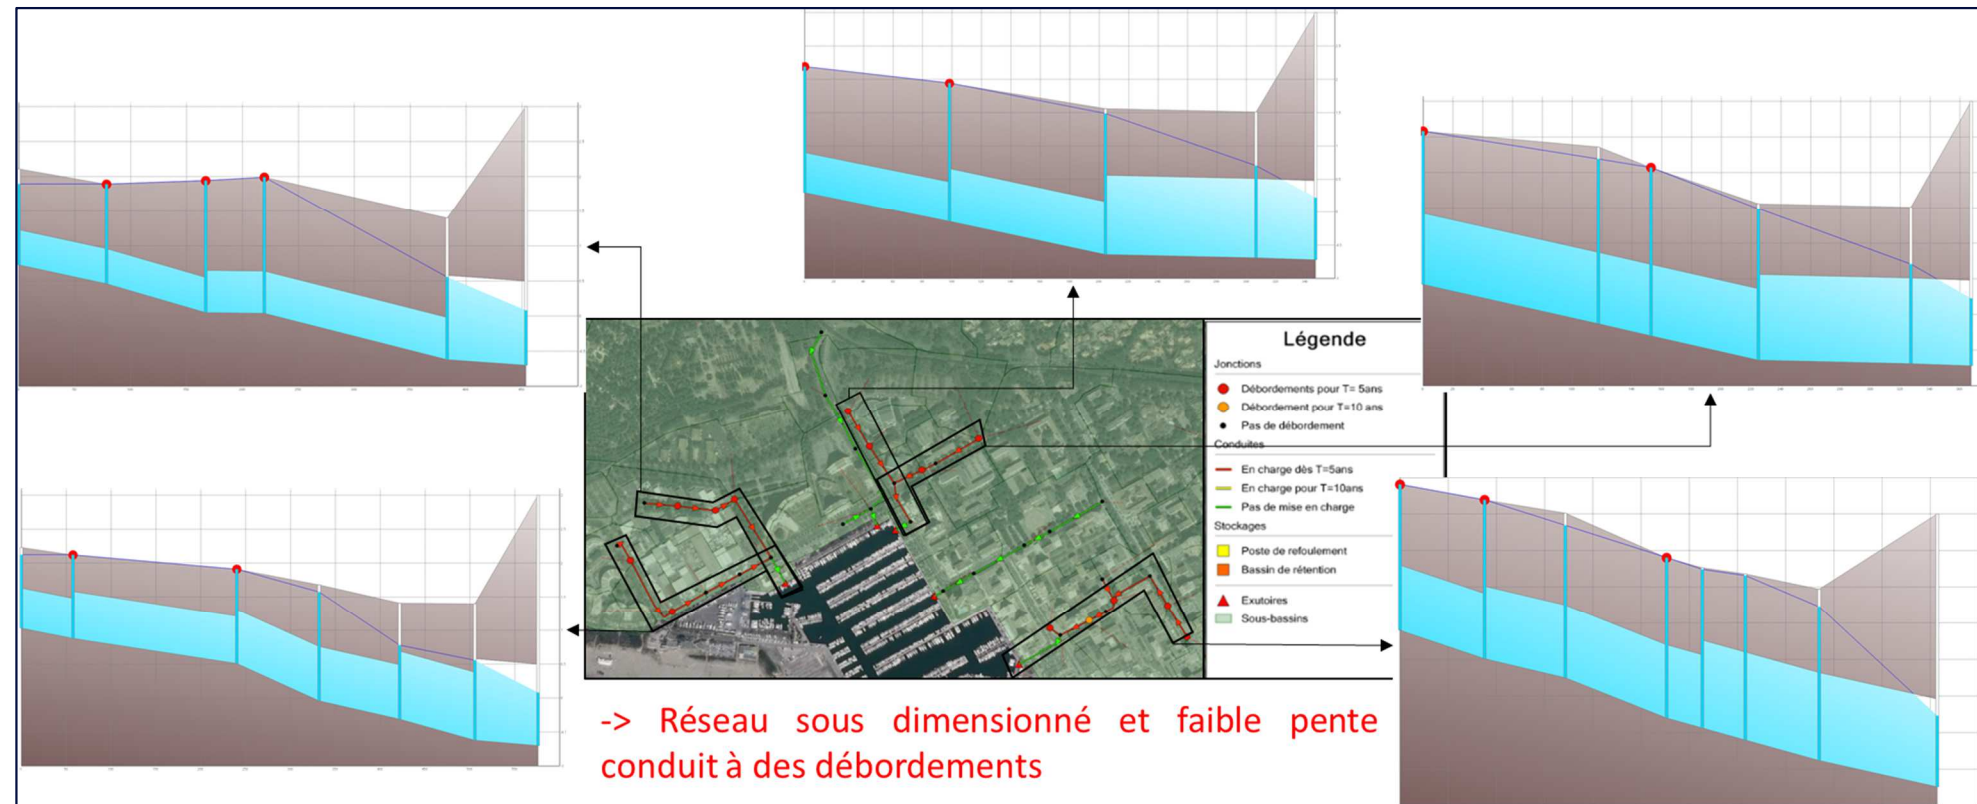 Légende
Jonctions
Débordements pour T= 5ans
Débordement pour T=10 ans
Pas de débordement
Conduites
En charge dès T=5ans
En charge pour T=10ans
Pas de mise en charge
Stockages
Poste de refoulement
Bassin de rétention
Exutoires
Sous-bassins
-> Réseau sous dimensionné et faible pente
conduit à des débordements